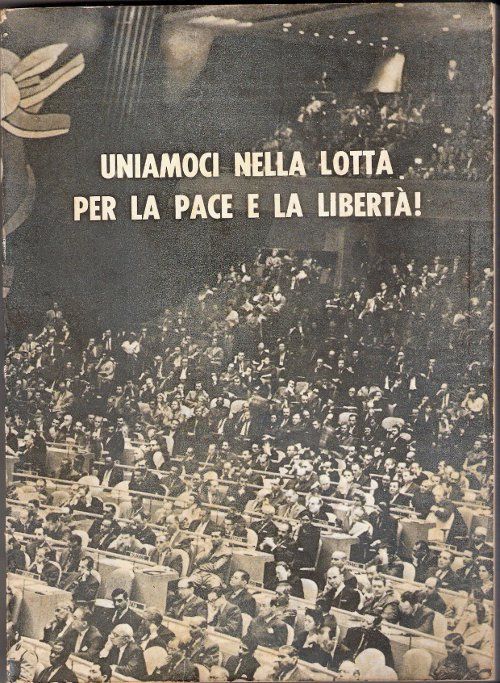 UNIAMOCI NELLA LOTTA
PER LA PACE E LA LIBERTÀ!